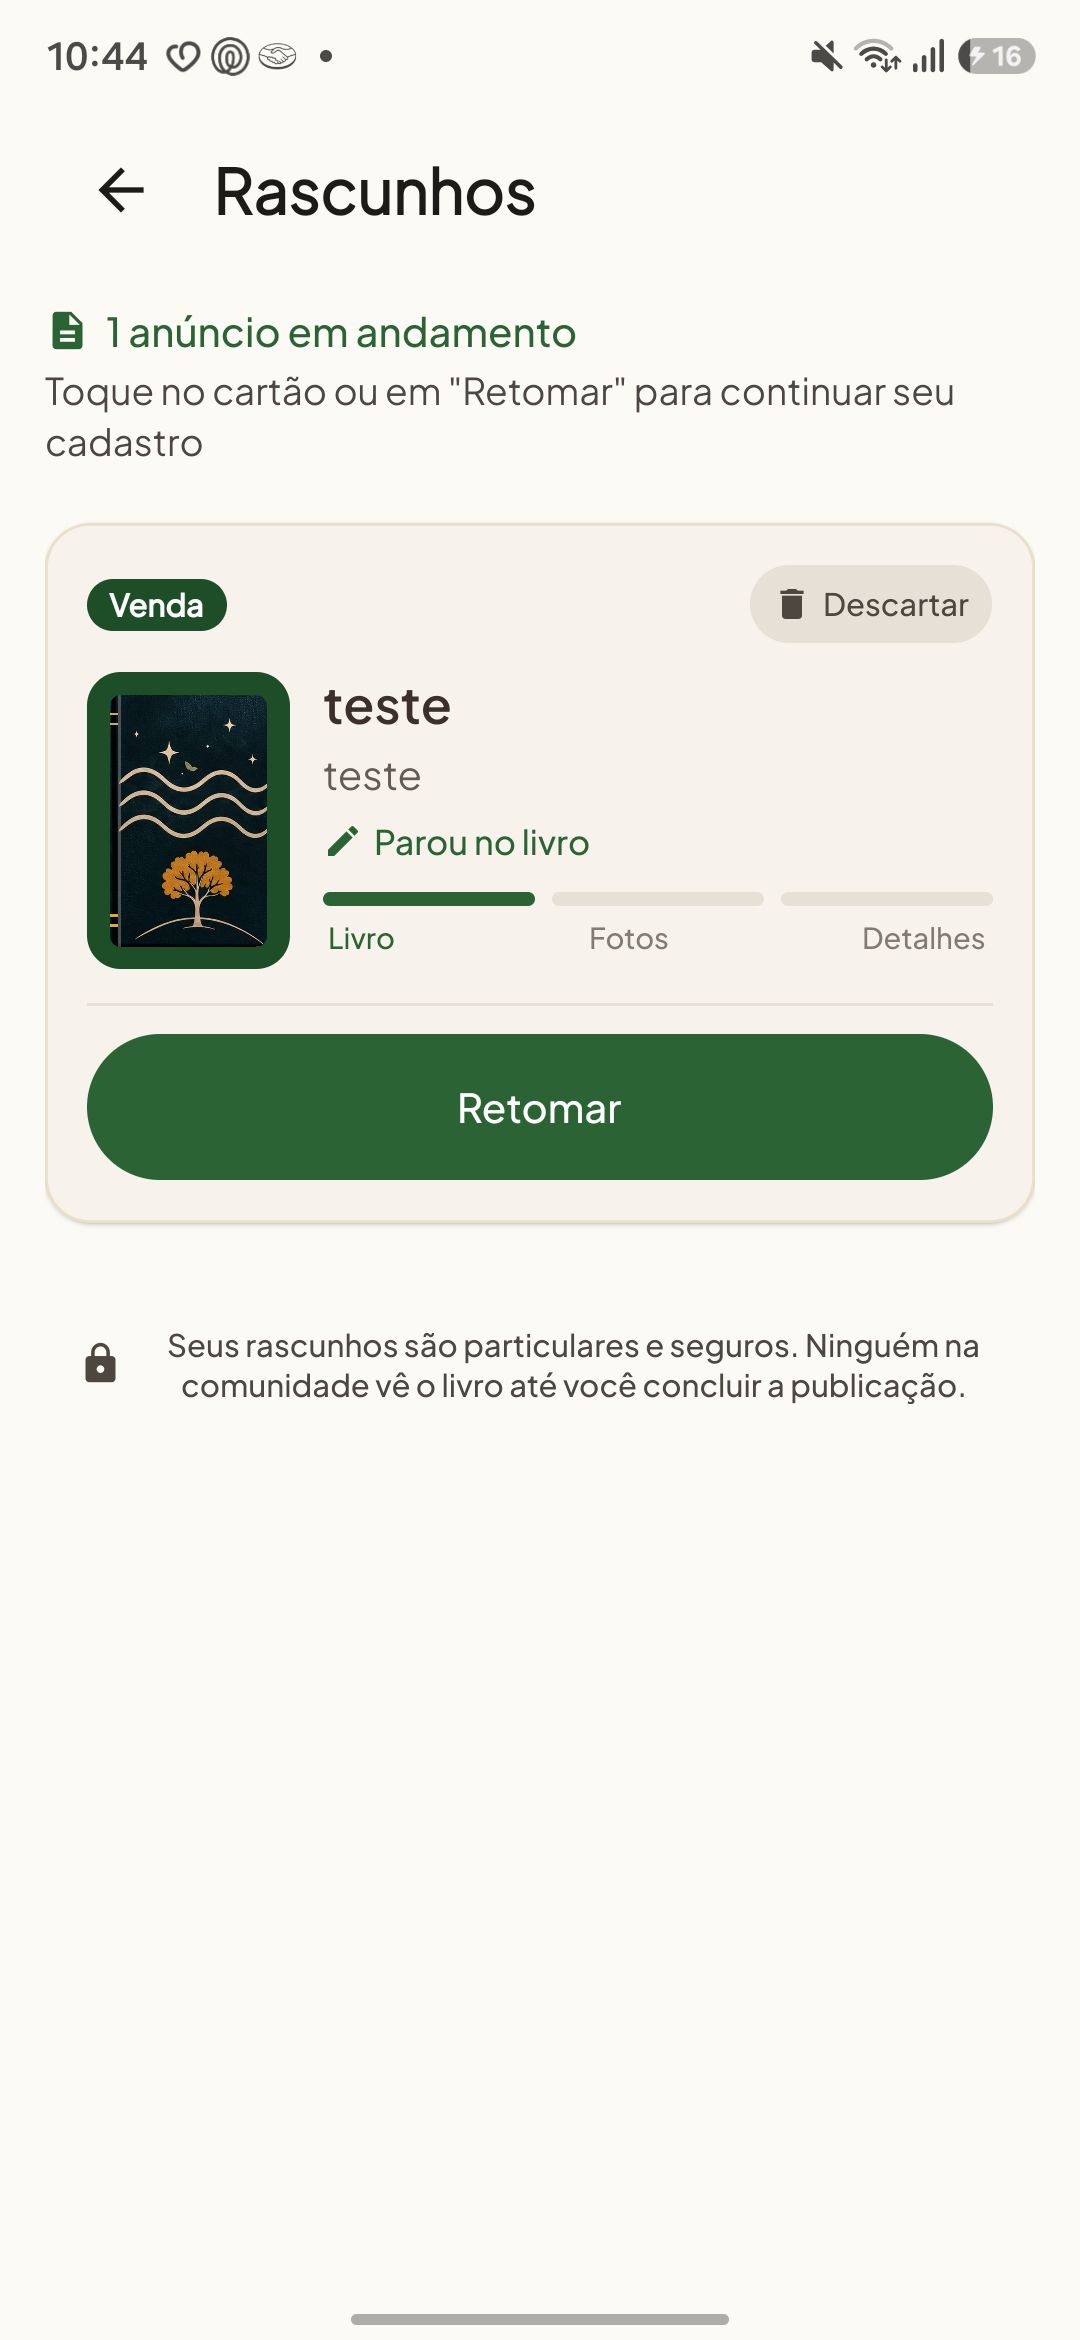 10:44
16
Rascunhos
1 anúncio em andamento
Toque no cartão ou em "Retomar" para continuar seu
cadastro
Venda
Descartar
teste
teste
Parou no livro
Livro Fotos Detalhes
Retomar
Seus rascunhos são particulares e seguros. Ninguém na
comunidade vê o livro até você concluir a publicação.